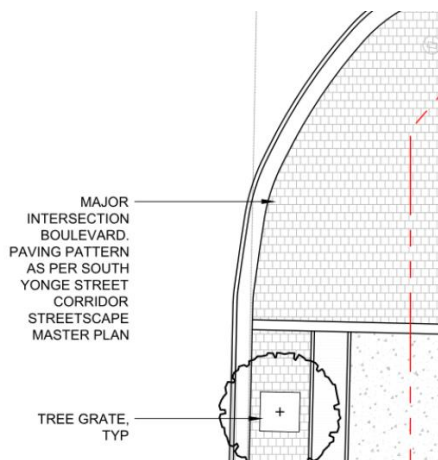 MAJOR
INTERSECTION
BOULEVARD.
PAVING PATTERN
AS PER SOUTH
YONGE STREET
CORRIDOR
STREETSCAPE
MASTER PLAN
TREE GRATE,
TYP